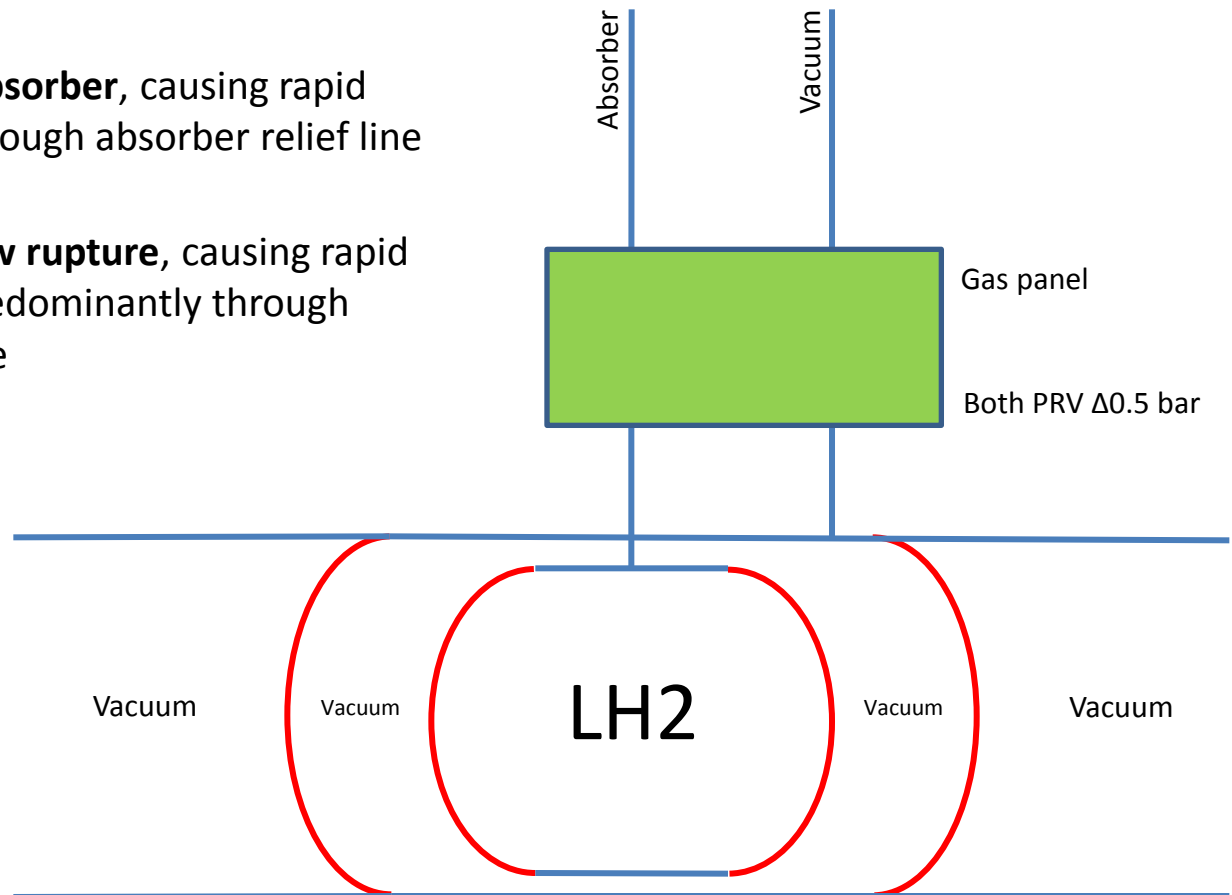 bsorber, causing rapid
ough absorber relief line
w rupture, causing rapid
edominantly through
e
Absorber
Vacuum
Gas panel
Both PRV Δ0.5 bar
Vacuum
Vacuum
LH2
Vacuum
Vacuum